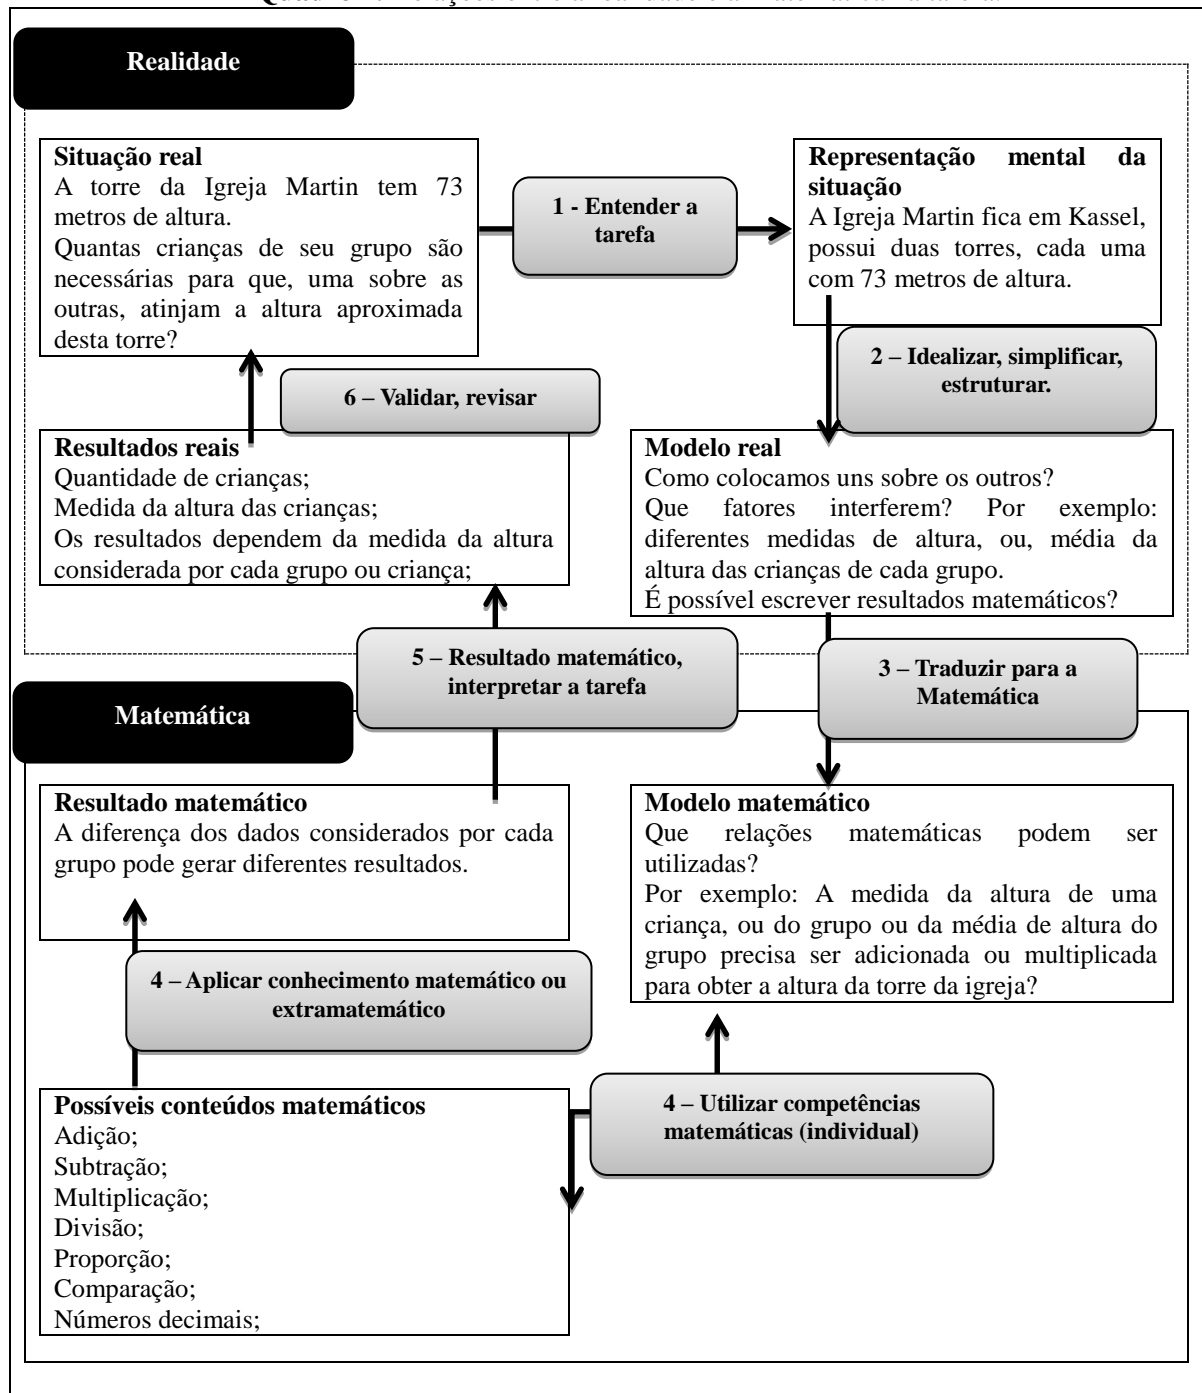 Realidade
Situação real
A torre da Igreja Martin tem 73
metros de altura.
Quantas crianças de seu grupo são
necessárias para que, uma sobre as
outras, atinjam a altura aproximada
desta torre?
1 - Entender a
tarefa
Representação mental da
situação
A Igreja Martin fica em Kassel,
possui duas torres, cada uma
com 73 metros de altura.
2 – Idealizar, simplificar,
estruturar.
6 – Validar, revisar
Resultados reais
Quantidade de crianças;
Medida da altura das crianças;
Os resultados dependem da medida da altura
considerada por cada grupo ou criança;
Modelo real
Como colocamos uns sobre os outros?
Que fatores interferem? Por exemplo:
diferentes medidas de altura, ou, média da
altura das crianças de cada grupo.
É possível escrever resultados matemáticos?
5 – Resultado matemático,
interpretar a tarefa
3 – Traduzir para a
Matemática
Matemática
Resultado matemático
A diferença dos dados considerados por cada
grupo pode gerar diferentes resultados.
Modelo matemático
Que relações matemáticas podem ser
utilizadas?
Por exemplo: A medida da altura de uma
criança, ou do grupo ou da média de altura do
grupo precisa ser adicionada ou multiplicada
para obter a altura da torre da igreja?
4 – Aplicar conhecimento matemático ou
extramatemático
4 – Utilizar competências
matemáticas (individual)
Possíveis conteúdos matemáticos
Adição;
Subtração;
Multiplicação;
Divisão;
Proporção;
Comparação;
Números decimais;